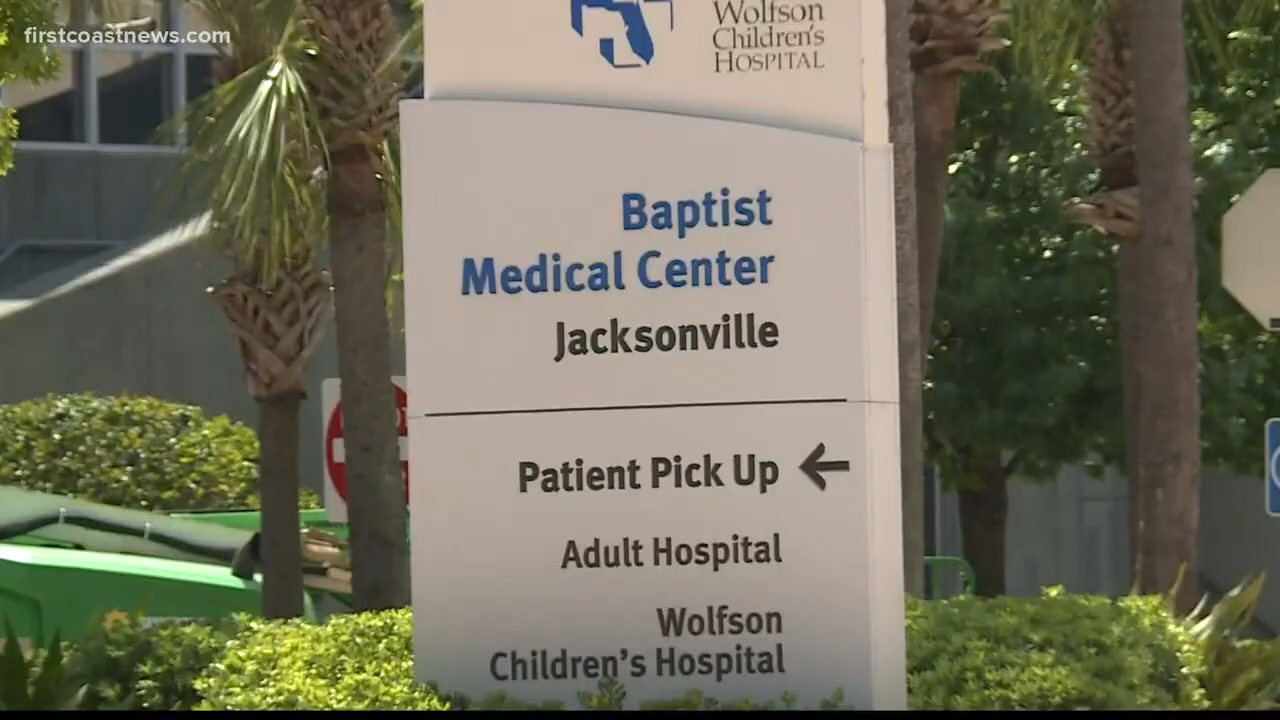 firstcoastnews.com
Wolfson
Children's
Hospital
Baptist
Medical Center
Jacksonville
Patient Pick Up ←
Adult Hospital
Wolfson
Children's Hospital